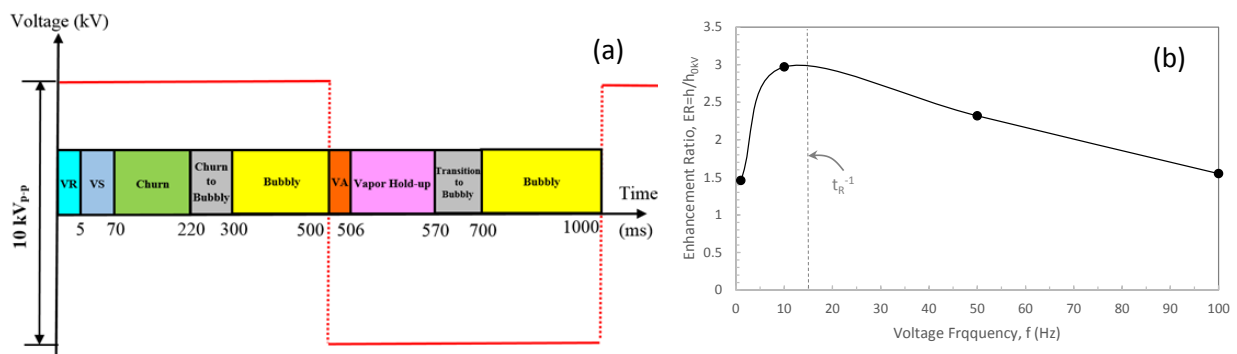 Voltage (kV)
(a)
10 kVP-P
VR
VS
Churn
Churn
to
Bubbly
Bubbly
VA
Vapor Hold-up
Transition
to
Bubbly
Bubbly
Time
(ms)
5
70
220
300
500
506
570
700
1000
(b)
Enhancement Ratio, ER=h/h0kv
3.5
3
2.5
2
1.5
1
0.5
0
tR-1
0
10
20
30
40
50
60
70
80
90
100
Voltage Frqquency, f (Hz)